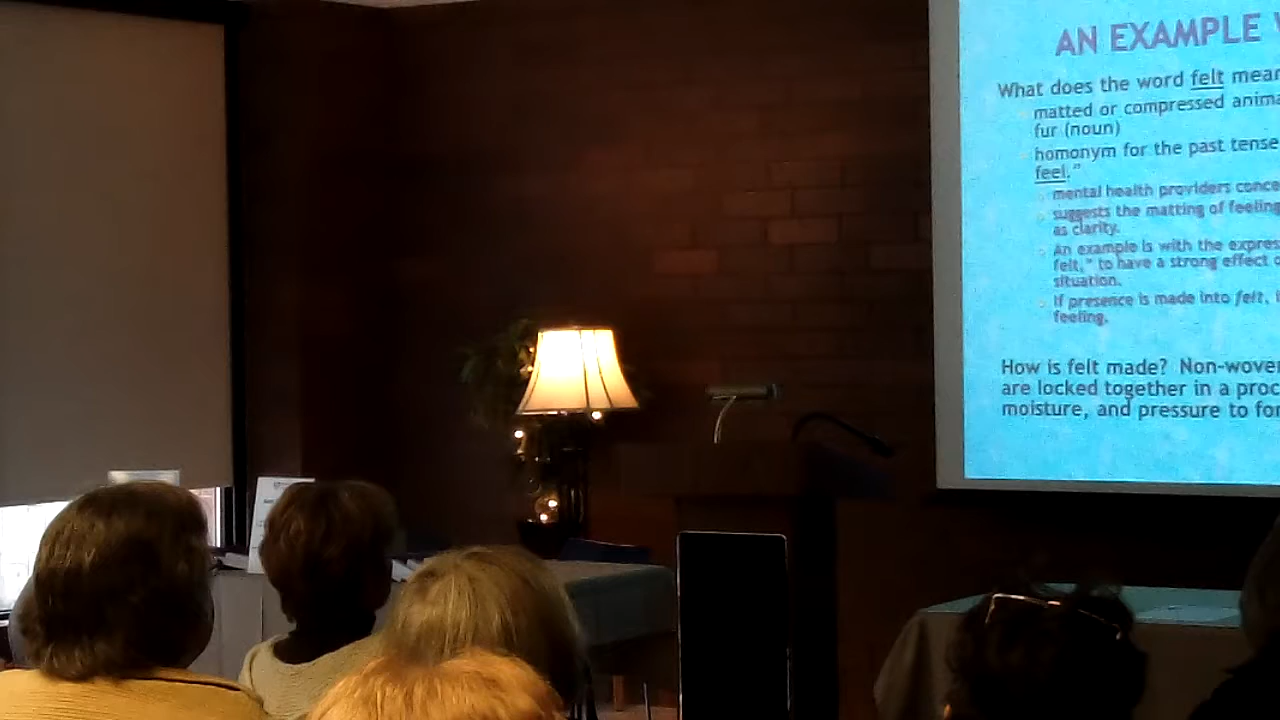 AN EXAMPLE
What does the word felt mean
matted or compressed anima
fur (noun)
homonym for the past tense
feel."
mental health providers conce
suggests the matting of feeling
as clarity.
An example is with the expres
felt," to have a strong effect o
situation.
If presence is made into felt, i
feeling.
How is felt made? Non-wover
are locked together in a proc
moisture, and pressure to for